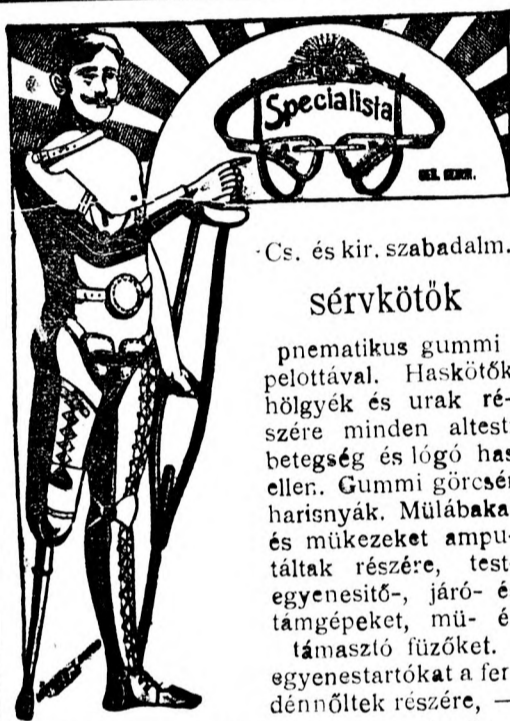 Specialista
Cs. és kir. szabadalm.
sérvkötők
pnematikus gummi
pelottával. Haskötők
hölgyék és urak ré-
szére minden altest
betegség és lógó has
ellen. Gummi görcsér
harisnyák. Mülábaka
és mükezeket ampu-
táltak részére, test
egyenesitő-, járó- é
támgépeket, mü- é
támasztó füzőket.
egyenestartókat a fer
dénnőltek részére, —